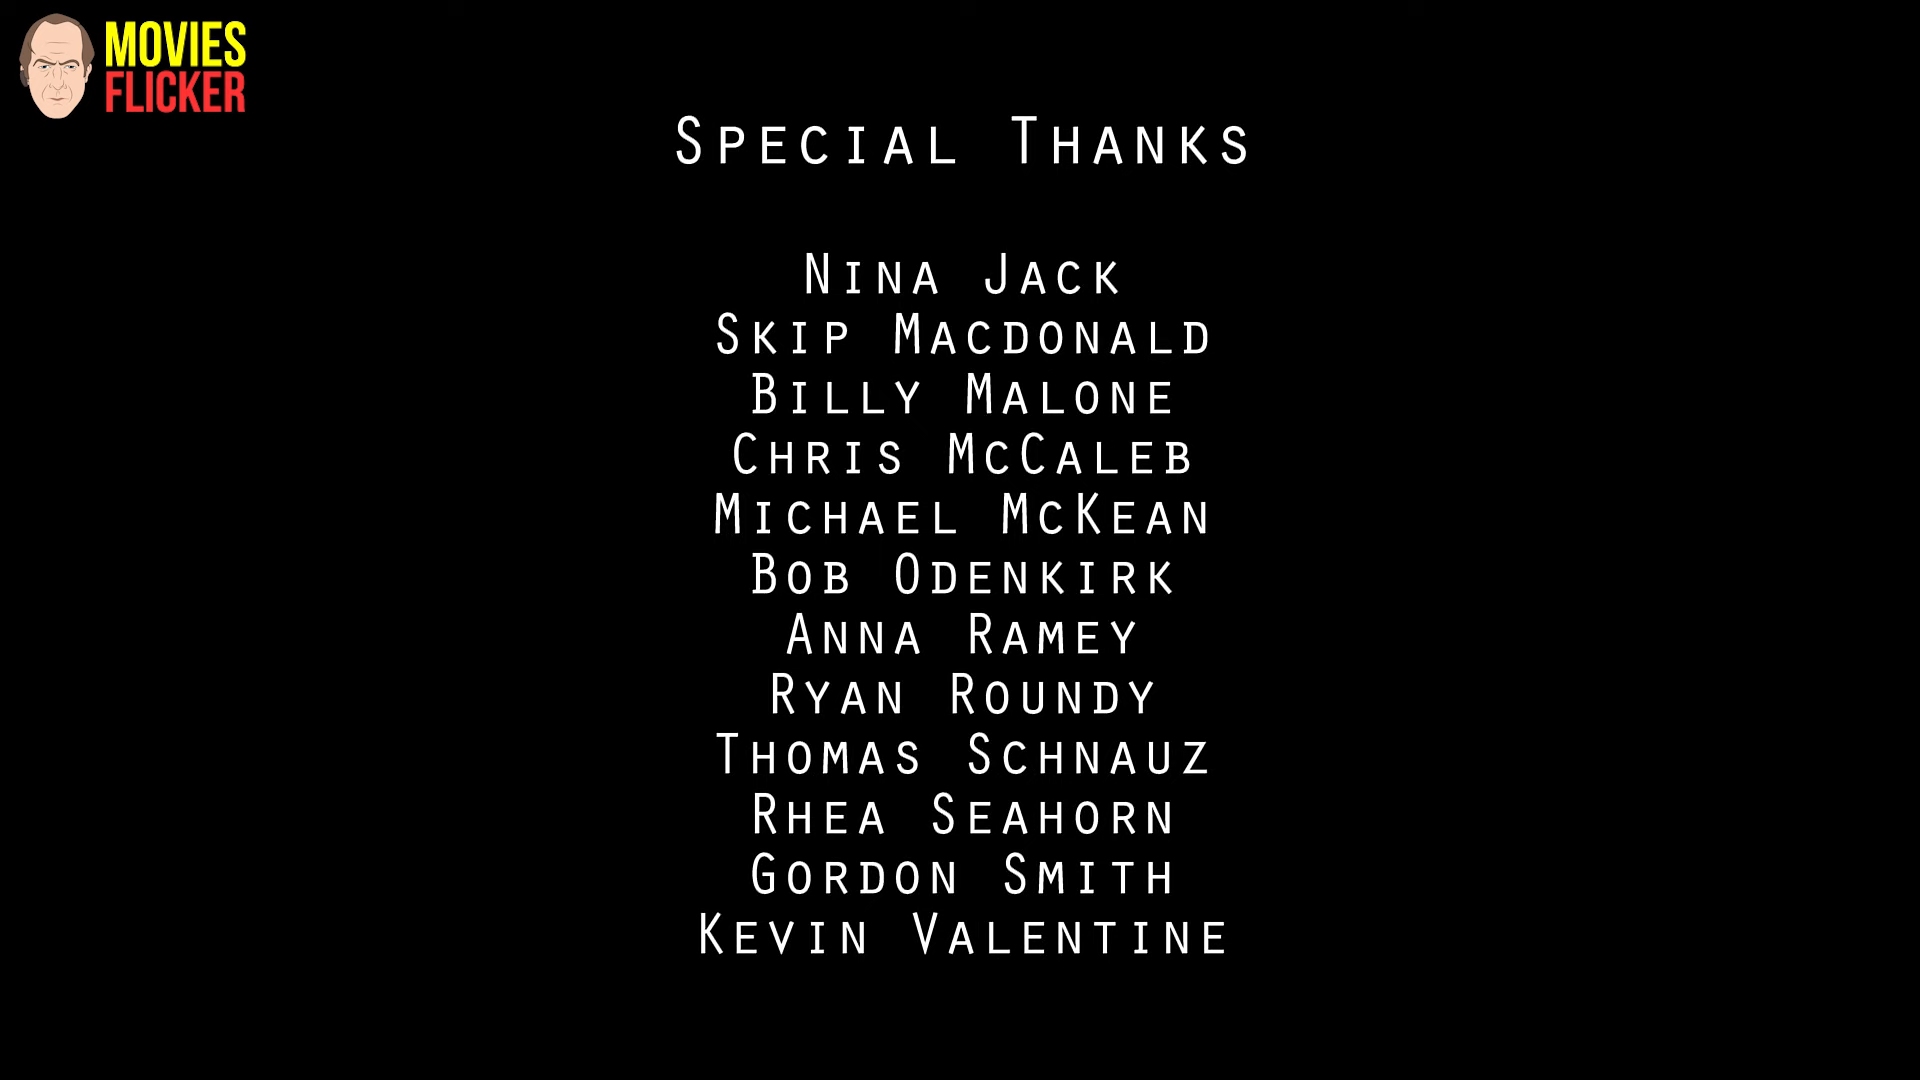 MOVIES
FLICKER
Special Thanks
Nina Jack
Skip Macdonald
Billy Malone
Chris McCaleb
Michael McKean
Bob Odenkirk
Anna Ramey
Ryan Roundy
Thomas Schnauz
Rhea Seahorn
Gordon Smith
Kevin Valentine